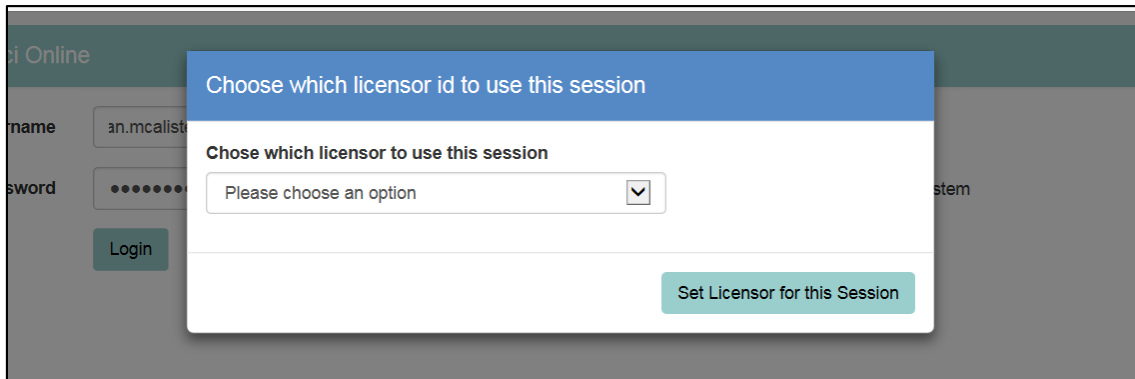 ci Online
Choose which licensor id to use this session
rname
an.mcaliste
Chose which licensor to use this session
sword
Please choose an option
stem
Login
Set Licensor for this Session